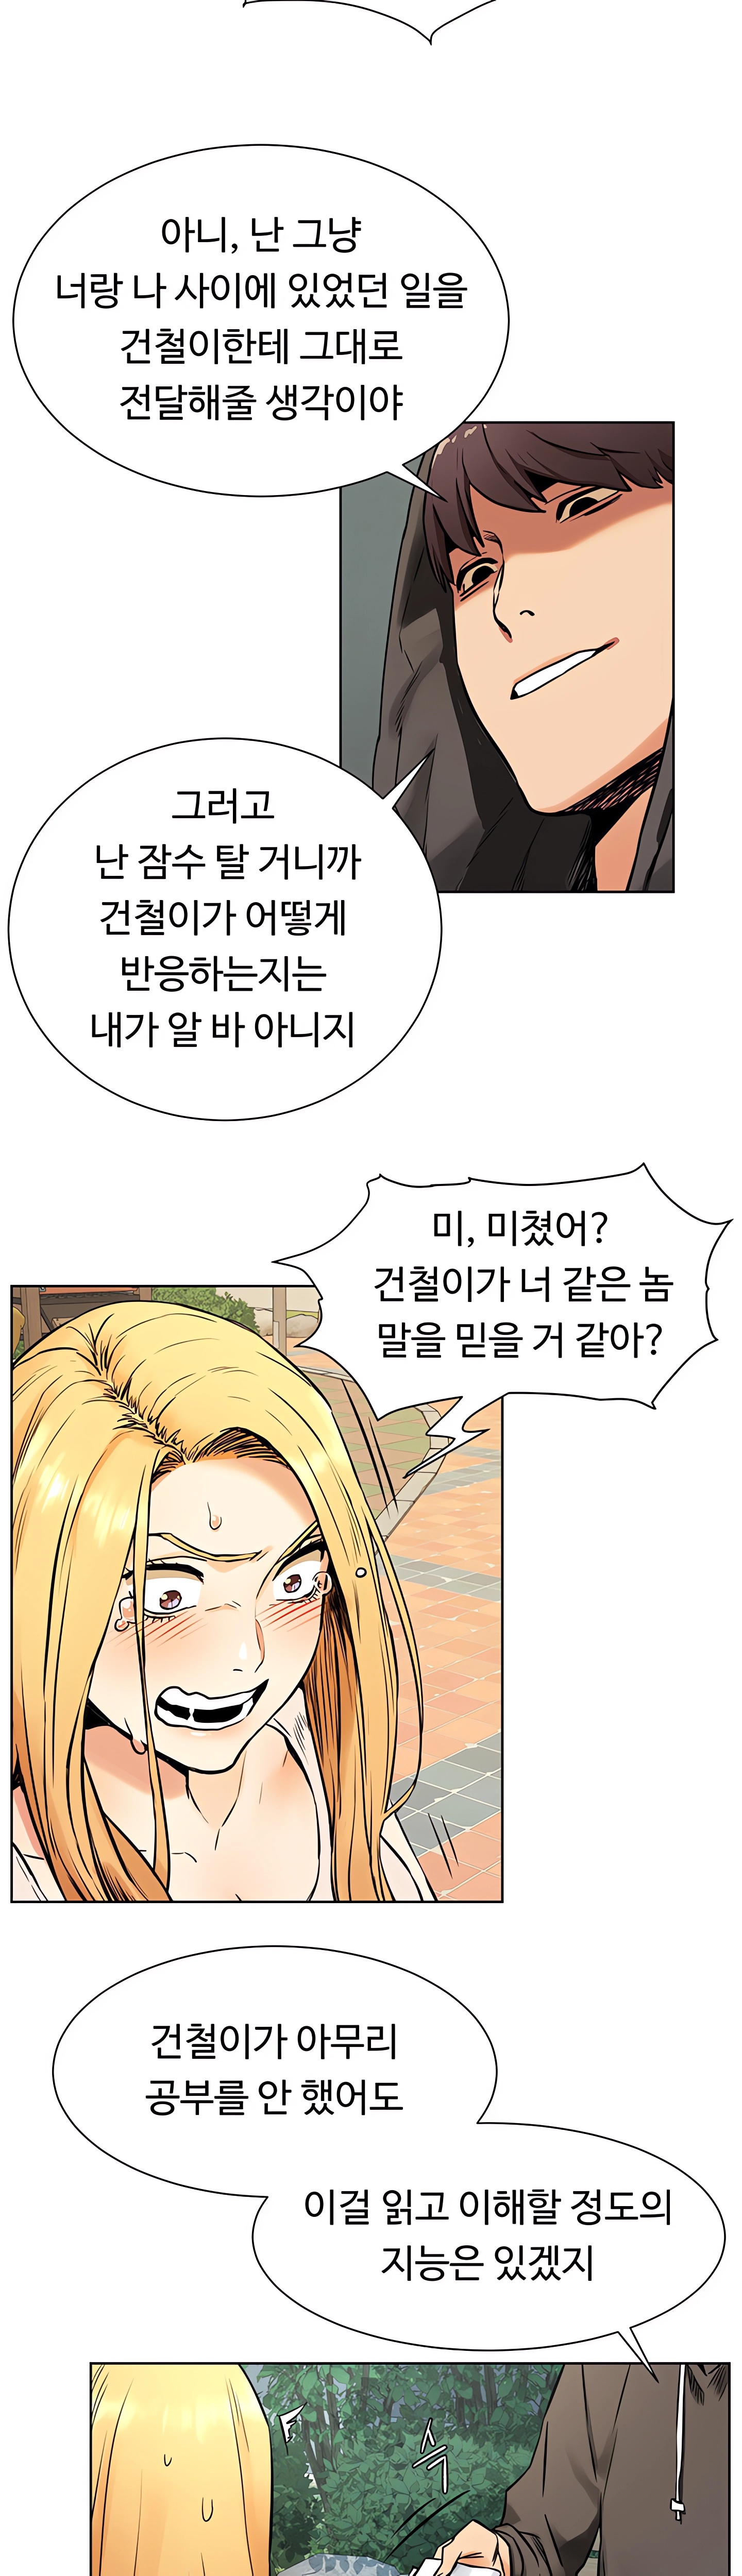 아니, 난 그냥
너랑 나 사이에 있었던 일을
건철이한테 그대로
전달해줄 생각이야
그러고
난 잠수 탈 거니까
건철이가 어떻게
반응하는지는
내가 알 바 아니지
미, 미쳤어?
건철이가 너 같은 놈
말을 믿을 거 같아?
건철이가 아무리
공부를 안 했어도
이걸 읽고 이해할 정도의
지능은 있겠지